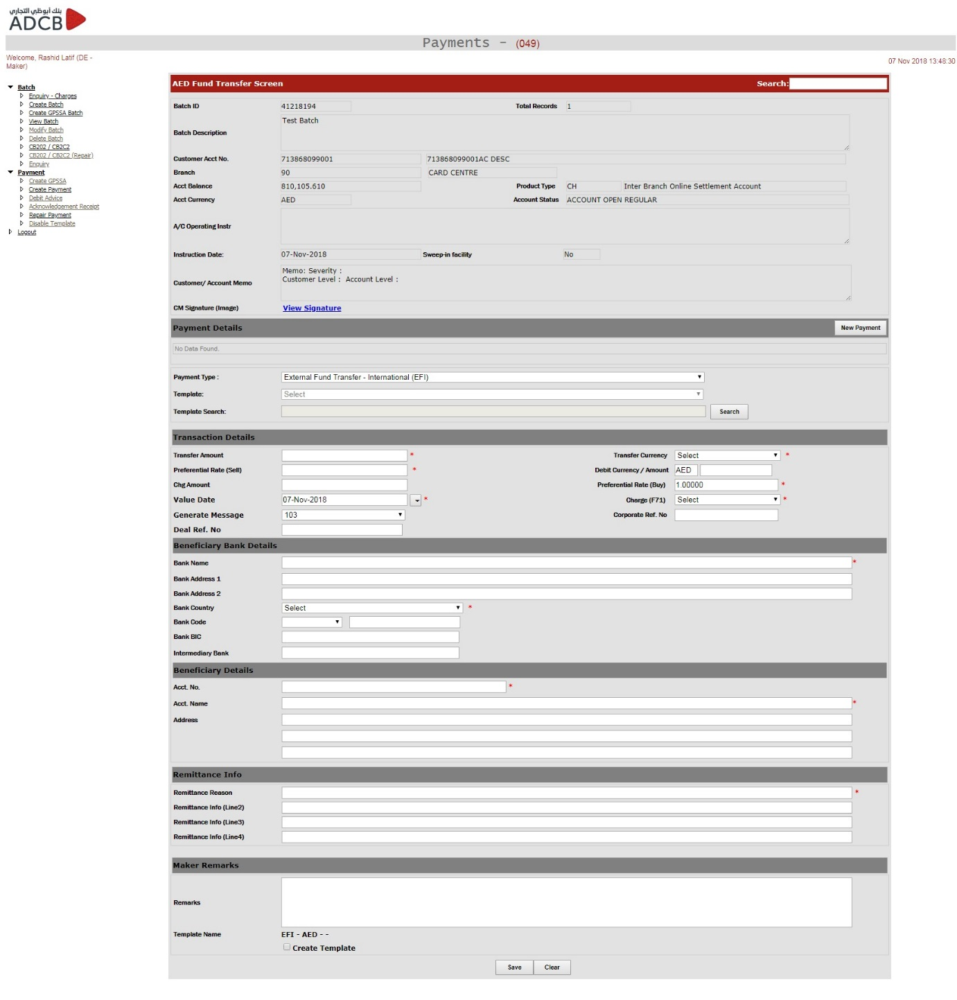 بنك أبوظبي التجاري
ADCB
Payments - (049)
Welcome, Rashid Latif (DE -
Maker)
07 Nov 2018 13:48:30
Batch
Enquiry - Charges
Create Batch
Create GPSSA Batch
View Batch
Modify Batch
Delete Batch
CB202 / CB2C2
CB202 / CB2C2 (Repair)
Enquiry
Payment
Create GPSSA
Create Payment
Debit Advice
Acknowledgement Receipt
Repair Payment
Disable Template
Logout
AED Fund Transfer Screen Search:
Batch ID 41218194 Total Records 1
Batch Description Test Batch
Customer Acct No. 713868099001 713868099001AC DESC
Branch 90 CARD CENTRE
Acct Balance 810,105.610 Product Type CH Inter Branch Online Settlement Account
Acct Currency AED Account Status ACCOUNT OPEN REGULAR
A/C Operating Instr
Instruction Date: 07-Nov-2018 Sweep-in facility No
Customer/ Account Memo Memo: Severity :
Customer Level : Account Level :
CM Signature (Image) View Signature
Payment Details New Payment
No Data Found.
Payment Type : External Fund Transfer - International (EFI)
Template: Select
Template Search: Search
Transaction Details
Transfer Amount * Transfer Currency Select *
Preferential Rate (Sell) * Debit Currency / Amount AED
Chg Amount Preferential Rate (Buy) 1.00000 *
Value Date 07-Nov-2018 * Charge (F71) Select *
Generate Message 103 Corporate Ref. No
Deal Ref. No
Beneficiary Bank Details
Bank Name *
Bank Address 1
Bank Address 2
Bank Country Select *
Bank Code
Bank BIC
Intermediary Bank
Beneficiary Details
Acct. No. *
Acct. Name *
Address
Remittance Info
Remittance Reason *
Remittance Info (Line2)
Remittance Info (Line3)
Remittance Info (Line4)
Maker Remarks
Remarks
Template Name EFI - AED - -
Create Template
Save Clear